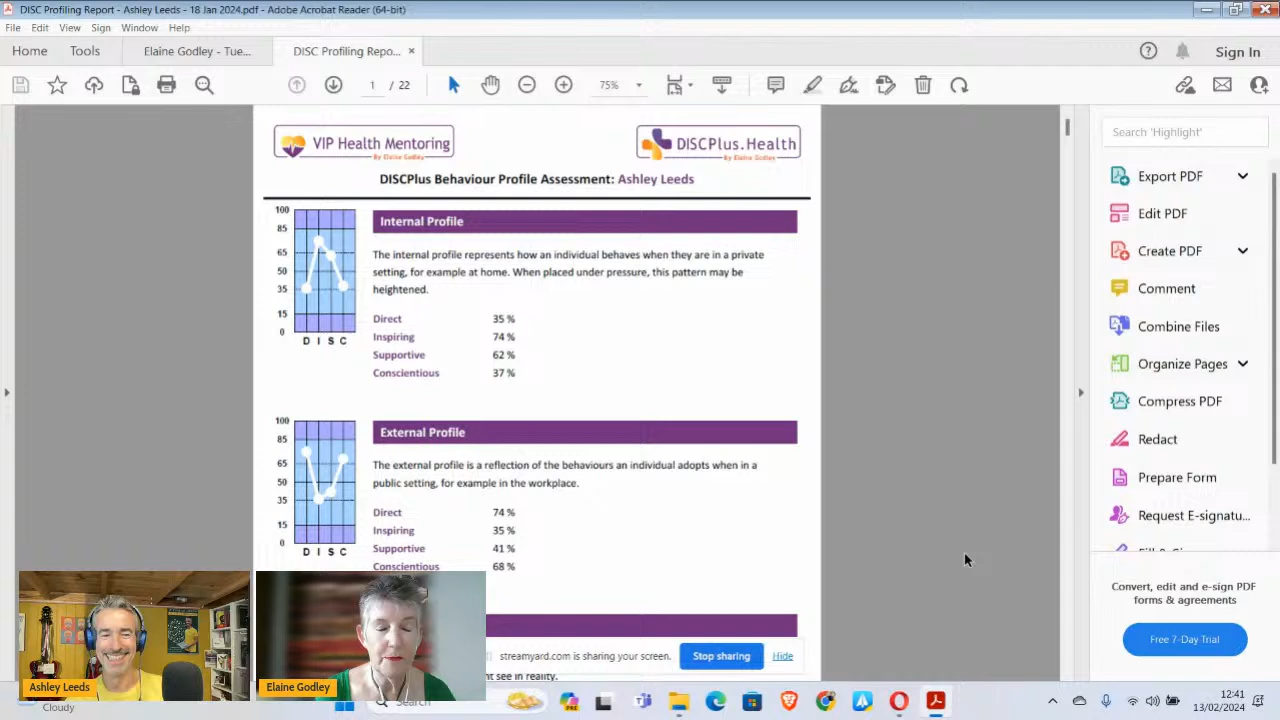 DISC Profiling Report - Ashley Leeds - 18 Jan 2024.pdf - Adobe Acrobat Reader (64-bit)
File Edit View Sign Window Help
Home Tools Elaine Godley - Tue... DISC Profiling Repo... ×
Sign In
1 / 22 75%
VIP Health Mentoring
By Elaine Godley
DISCPlus.Health
By Elaine Godley
DISCPlus Behaviour Profile Assessment: Ashley Leeds
100
85
65
50
35
15
0
D I S C
Internal Profile
The internal profile represents how an individual behaves when they are in a private
setting, for example at home. When placed under pressure, this pattern may be
heightened.
Direct 35 %
Inspiring 74 %
Supportive 62 %
Conscientious 37 %
100
85
65
50
35
15
0
D I S C
External Profile
The external profile is a reflection of the behaviours an individual adopts when in a
public setting, for example in the workplace.
Direct 74 %
Inspiring 35 %
Supportive 41 %
Conscientious 68 %
Search 'Highlight'
Export PDF
Edit PDF
Create PDF
Comment
Combine Files
Organize Pages
Compress PDF
Redact
Prepare Form
Request E-signatu...
Convert, edit and e-sign PDF
forms & agreements
Free 7-Day Trial
streamyard.com is sharing your screen. Stop sharing Hide
t see in reality.
Ashley Leeds
Elaine Godley
Cloudy
Search
12:41
13/02/2024